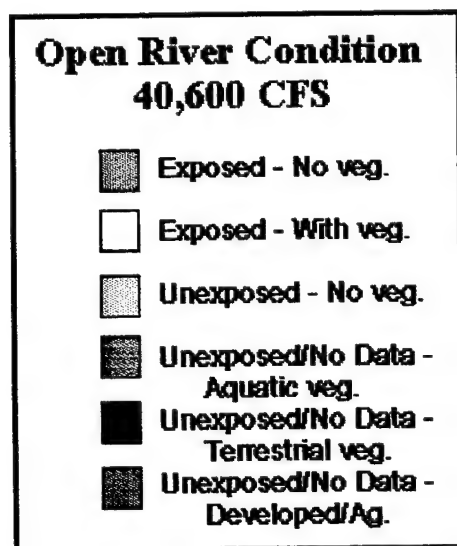 Open River Condition
40,600 CFS
Exposed - No veg.
Exposed - With veg.
Unexposed - No veg.
Unexposed/No Data -
Aquatic veg.
Unexposed/No Data -
Terrestrial veg.
Unexposed/No Data -
Developed/Ag.